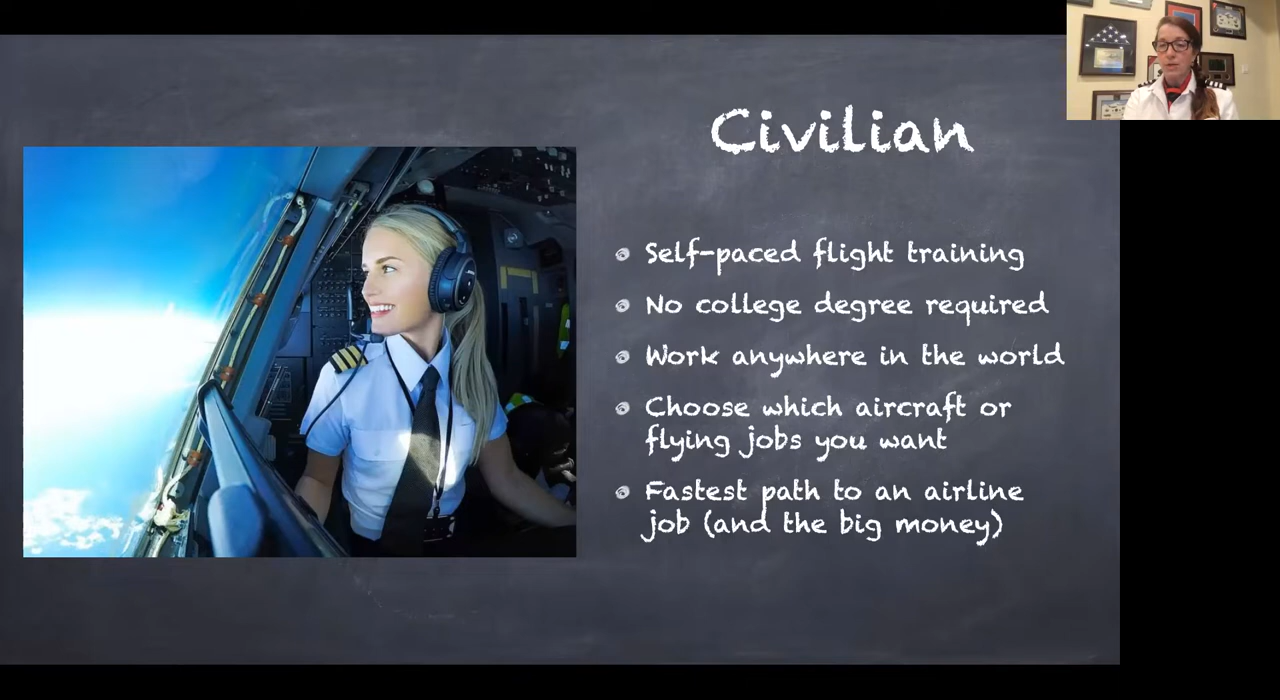 Civilian
Self-paced flight training
No college degree required
Work anywhere in the world
Choose which aircraft or
flying jobs you want
Fastest path to an airline
job (and the big money)